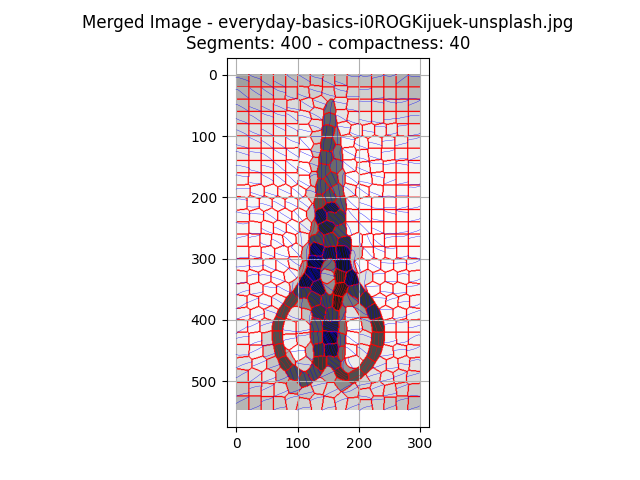 Merged Image - everyday-basics-i0ROGKijuek-unsplash.jpg
Segments: 400 - compactness: 40
0
100
200
300
400
500
0 100 200 300